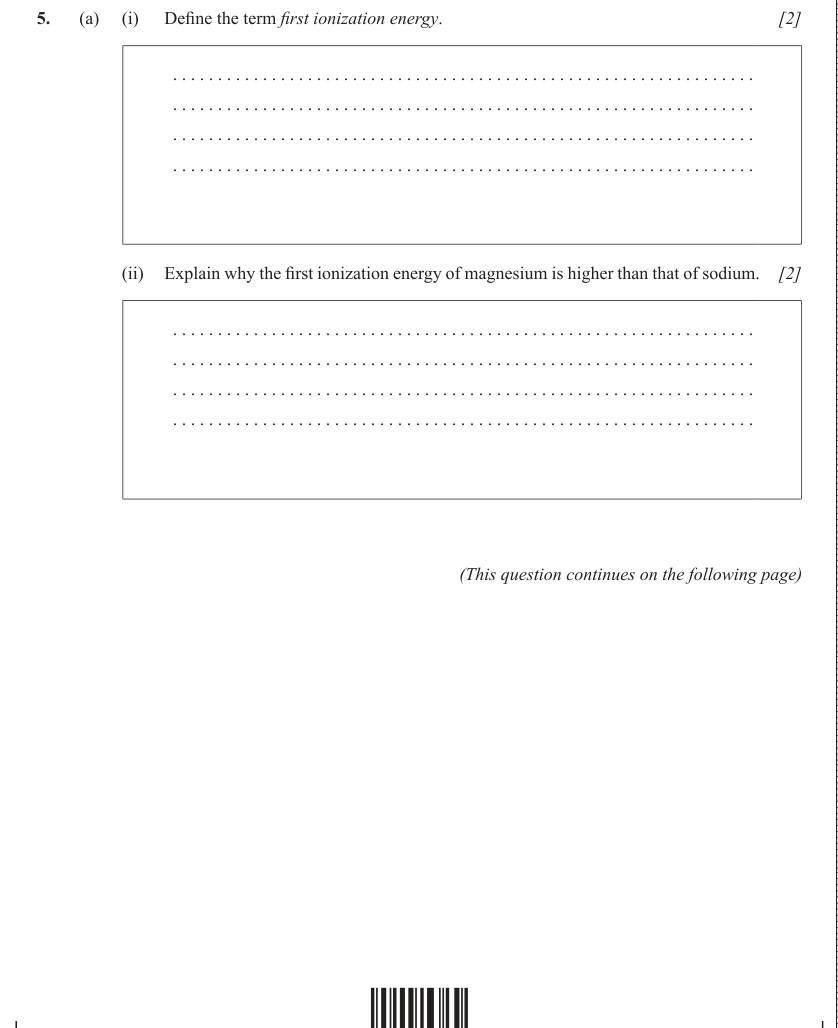 5. (a) (i) Define the term first ionization energy. [2]
(ii) Explain why the first ionization energy of magnesium is higher than that of sodium. [2]
(This question continues on the following page)